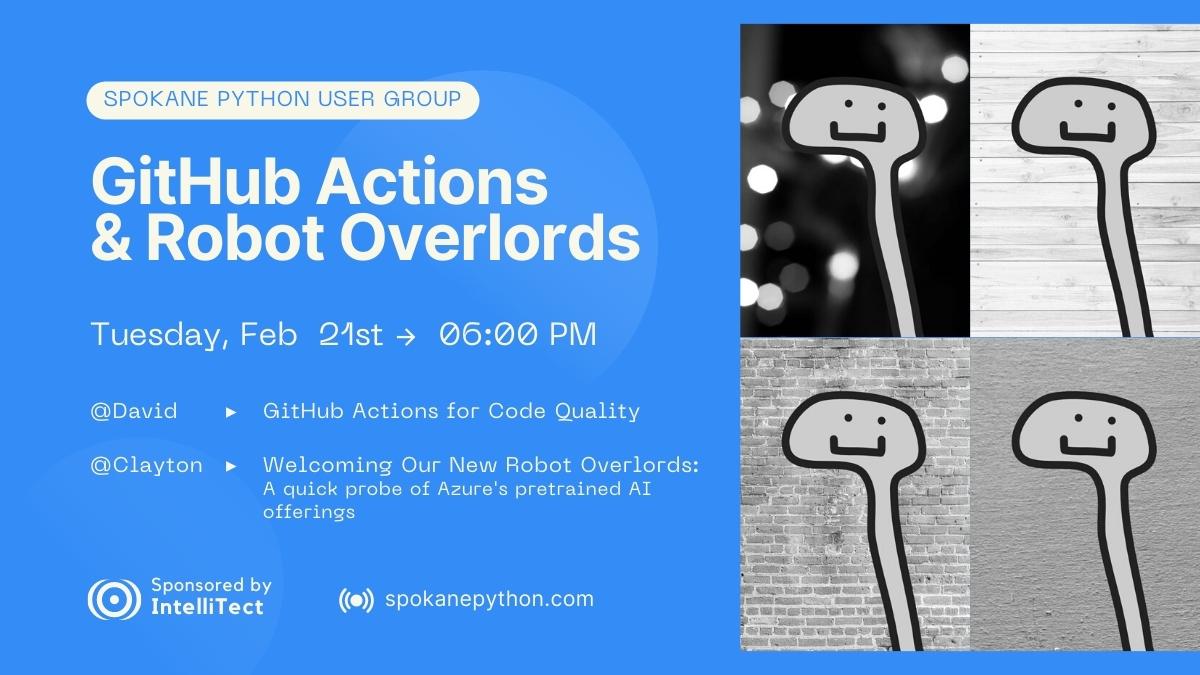 SPOKANE PYTHON USER GROUP
GitHub Actions
& Robot Overlords
Tuesday, Feb 21st → 06:00 PM
@David ▸ GitHub Actions for Code Quality
@Clayton ▸ Welcoming Our New Robot Overlords:
A quick probe of Azure's pretrained AI
offerings
Sponsored by
IntelliTect
spokanepython.com